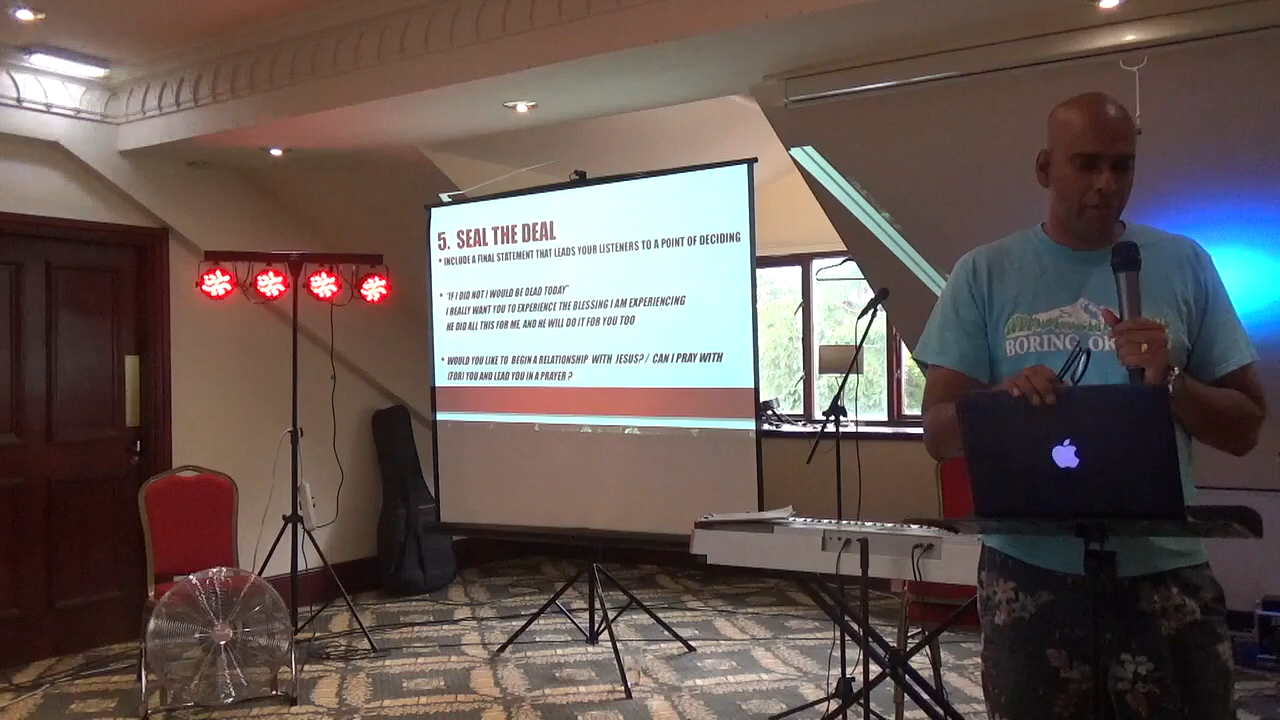 5. SEAL THE DEAL
• INCLUDE A FINAL STATEMENT THAT LEADS YOUR LISTENERS TO A POINT OF DECIDING
• "IF I DID NOT I WOULD BE DEAD TODAY"
I REALLY WANT YOU TO EXPERIENCE THE BLESSING I AM EXPERIENCING
HE DID ALL THIS FOR ME, AND HE WILL DO IT FOR YOU TOO
• WOULD YOU LIKE TO BEGIN A RELATIONSHIP WITH JESUS? / CAN I PRAY WITH
(FOR) YOU AND LEAD YOU IN A PRAYER ?
BORING, O